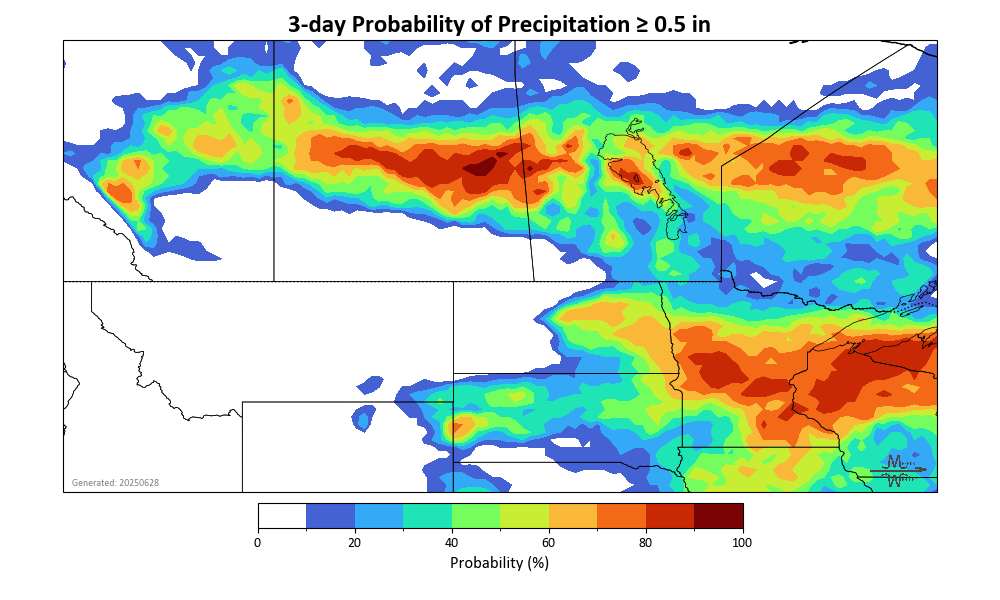 3-day Probability of Precipitation ≥ 0.5 in
Generated: 20250628
0 20 40 60 80 100
Probability (%)